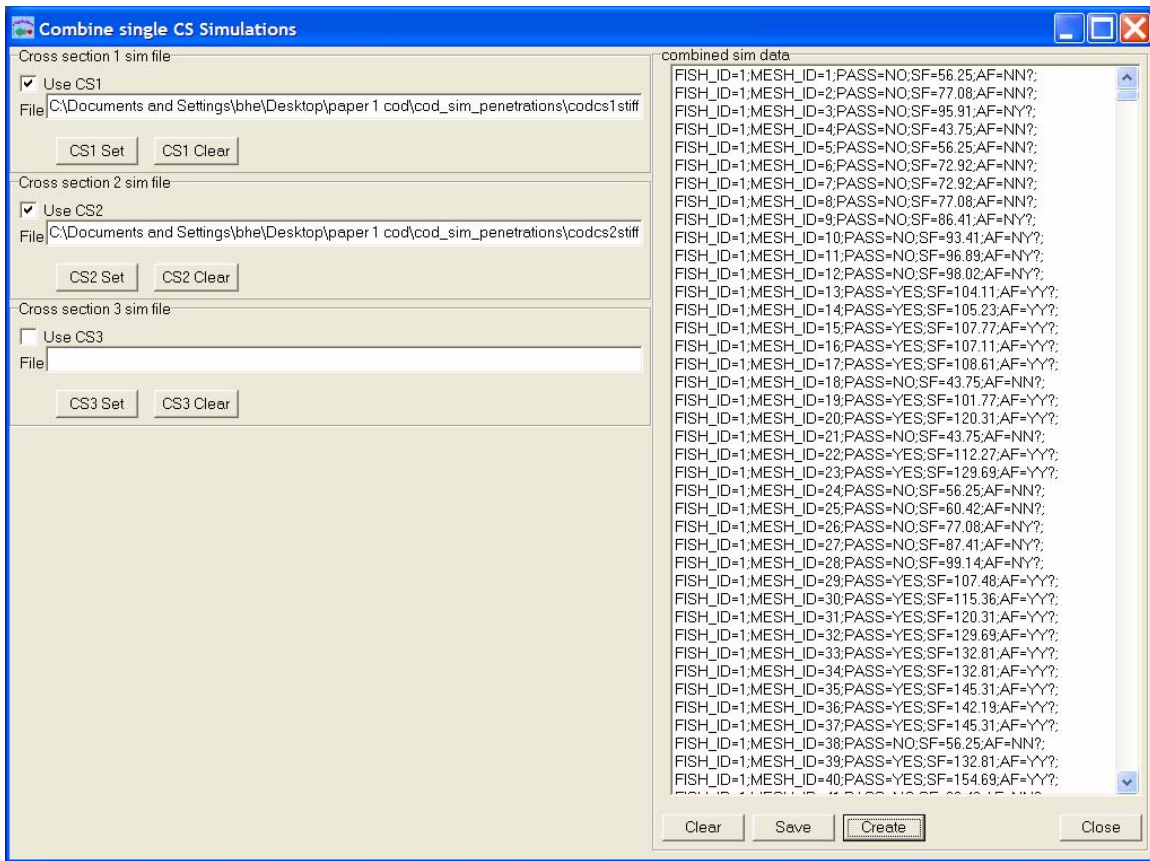 Combine single CS Simulations
Cross section 1 sim file
Use CS1
File C:\Documents and Settings\bhe\Desktop\paper 1 cod\cod_sim_penetrations\codcs1stiff
CS1 Set CS1 Clear
Cross section 2 sim file
Use CS2
File C:\Documents and Settings\bhe\Desktop\paper 1 cod\cod_sim_penetrations\codcs2stiff
CS2 Set CS2 Clear
Cross section 3 sim file
Use CS3
File
CS3 Set CS3 Clear
combined sim data
FISH_ID=1;MESH_ID=1;PASS=NO;SF=56.25;AF=NN?;
FISH_ID=1;MESH_ID=2;PASS=NO;SF=77.08;AF=NN?;
FISH_ID=1;MESH_ID=3;PASS=NO;SF=95.91;AF=NY?;
FISH_ID=1;MESH_ID=4;PASS=NO;SF=43.75;AF=NN?;
FISH_ID=1;MESH_ID=5;PASS=NO;SF=56.25;AF=NN?;
FISH_ID=1;MESH_ID=6;PASS=NO;SF=72.92;AF=NN?;
FISH_ID=1;MESH_ID=7;PASS=NO;SF=72.92;AF=NN?;
FISH_ID=1;MESH_ID=8;PASS=NO;SF=77.08;AF=NN?;
FISH_ID=1;MESH_ID=9;PASS=NO;SF=86.41;AF=NY?;
FISH_ID=1;MESH_ID=10;PASS=NO;SF=93.41;AF=NY?;
FISH_ID=1;MESH_ID=11;PASS=NO;SF=96.89;AF=NY?;
FISH_ID=1;MESH_ID=12;PASS=NO;SF=98.02;AF=NY?;
FISH_ID=1;MESH_ID=13;PASS=YES;SF=104.11;AF=YY?;
FISH_ID=1;MESH_ID=14;PASS=YES;SF=105.23;AF=YY?;
FISH_ID=1;MESH_ID=15;PASS=YES;SF=107.77;AF=YY?;
FISH_ID=1;MESH_ID=16;PASS=YES;SF=107.11;AF=YY?;
FISH_ID=1;MESH_ID=17;PASS=YES;SF=108.61;AF=YY?;
FISH_ID=1;MESH_ID=18;PASS=NO;SF=43.75;AF=NN?;
FISH_ID=1;MESH_ID=19;PASS=YES;SF=101.77;AF=YY?;
FISH_ID=1;MESH_ID=20;PASS=YES;SF=120.31;AF=YY?;
FISH_ID=1;MESH_ID=21;PASS=NO;SF=43.75;AF=NN?;
FISH_ID=1;MESH_ID=22;PASS=YES;SF=112.27;AF=YY?;
FISH_ID=1;MESH_ID=23;PASS=YES;SF=129.69;AF=YY?;
FISH_ID=1;MESH_ID=24;PASS=NO;SF=56.25;AF=NN?;
FISH_ID=1;MESH_ID=25;PASS=NO;SF=60.42;AF=NN?;
FISH_ID=1;MESH_ID=26;PASS=NO;SF=77.08;AF=NY?;
FISH_ID=1;MESH_ID=27;PASS=NO;SF=87.41;AF=NY?;
FISH_ID=1;MESH_ID=28;PASS=NO;SF=99.14;AF=NY?;
FISH_ID=1;MESH_ID=29;PASS=YES;SF=107.48;AF=YY?;
FISH_ID=1;MESH_ID=30;PASS=YES;SF=115.36;AF=YY?;
FISH_ID=1;MESH_ID=31;PASS=YES;SF=120.31;AF=YY?;
FISH_ID=1;MESH_ID=32;PASS=YES;SF=129.69;AF=YY?;
FISH_ID=1;MESH_ID=33;PASS=YES;SF=132.81;AF=YY?;
FISH_ID=1;MESH_ID=34;PASS=YES;SF=132.81;AF=YY?;
FISH_ID=1;MESH_ID=35;PASS=YES;SF=145.31;AF=YY?;
FISH_ID=1;MESH_ID=36;PASS=YES;SF=142.19;AF=YY?;
FISH_ID=1;MESH_ID=37;PASS=YES;SF=145.31;AF=YY?;
FISH_ID=1;MESH_ID=38;PASS=NO;SF=56.25;AF=NN?;
FISH_ID=1;MESH_ID=39;PASS=YES;SF=132.81;AF=YY?;
FISH_ID=1;MESH_ID=40;PASS=YES;SF=154.69;AF=YY?;
Clear Save Create Close